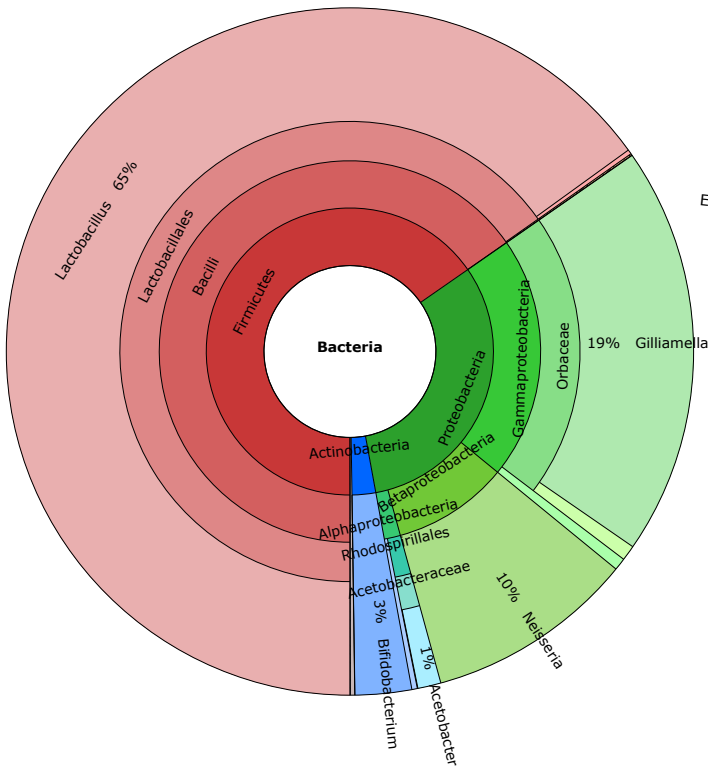 Lactobacillus 65%
Lactobacillales
Bacilli
Firmicutes
Bacteria
Proteobacteria
Gammaproteobacteria
Orbaceae
19% Gilliamella
E
Actinobacteria
Betaproteobacteria
Alphaproteobacteria
Rhodospirillales
Acetobacteraceae
3% Bifidobacterium
1% Acetobacter
10% Neisseria